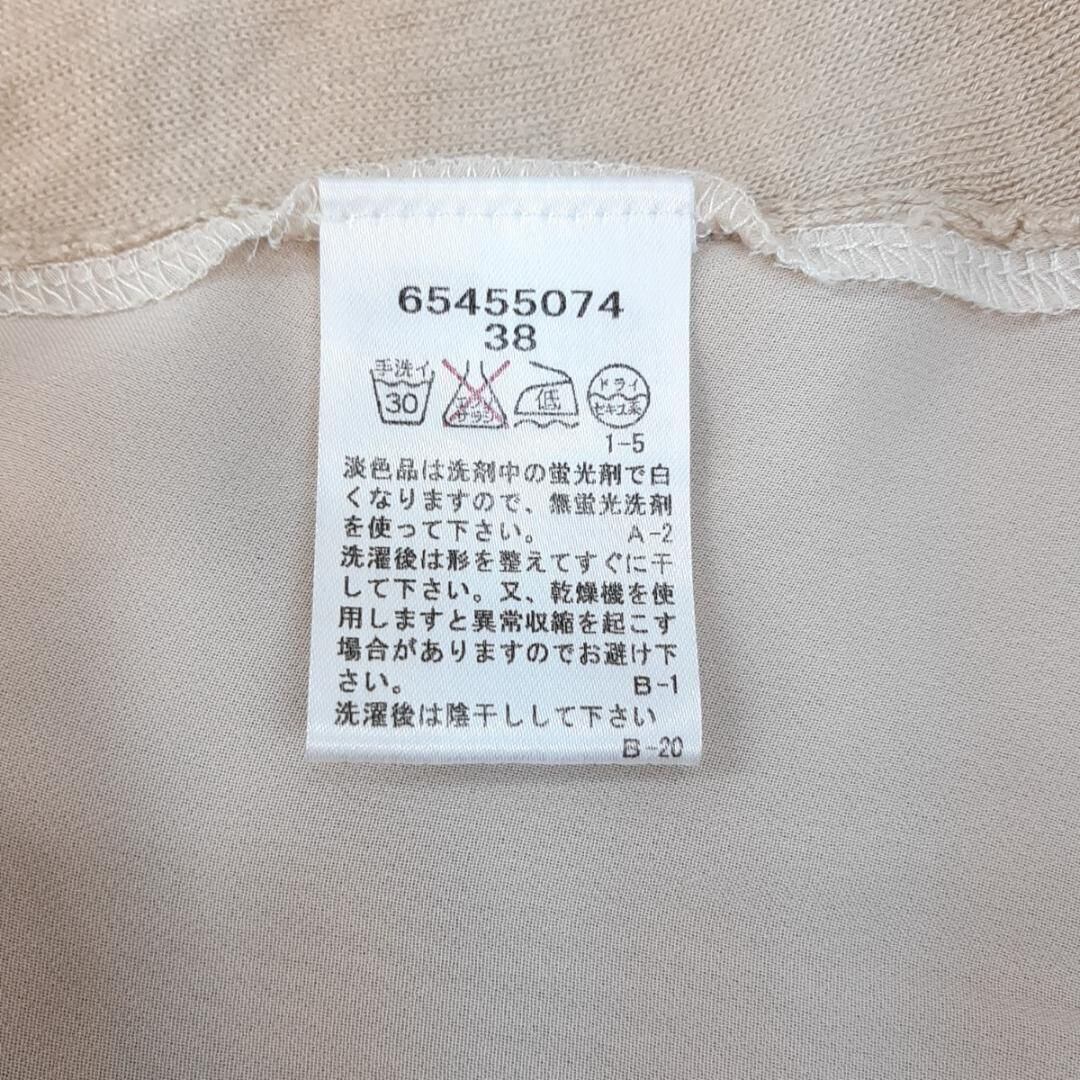 65455074
38
手洗イ
30
エンソ
サラシ
低
ドライ
セキユ系
1-5
淡色品は洗剤中の蛍光剤で白
くなりますので、無蛍光洗剤
を使って下さい。 A-2
洗濯後は形を整えてすぐに干
して下さい。又、乾燥機を使
用しますと異常収縮を起こす
場合がありますのでお避け下
さい。 B-1
洗濯後は陰干しして下さい
B-20